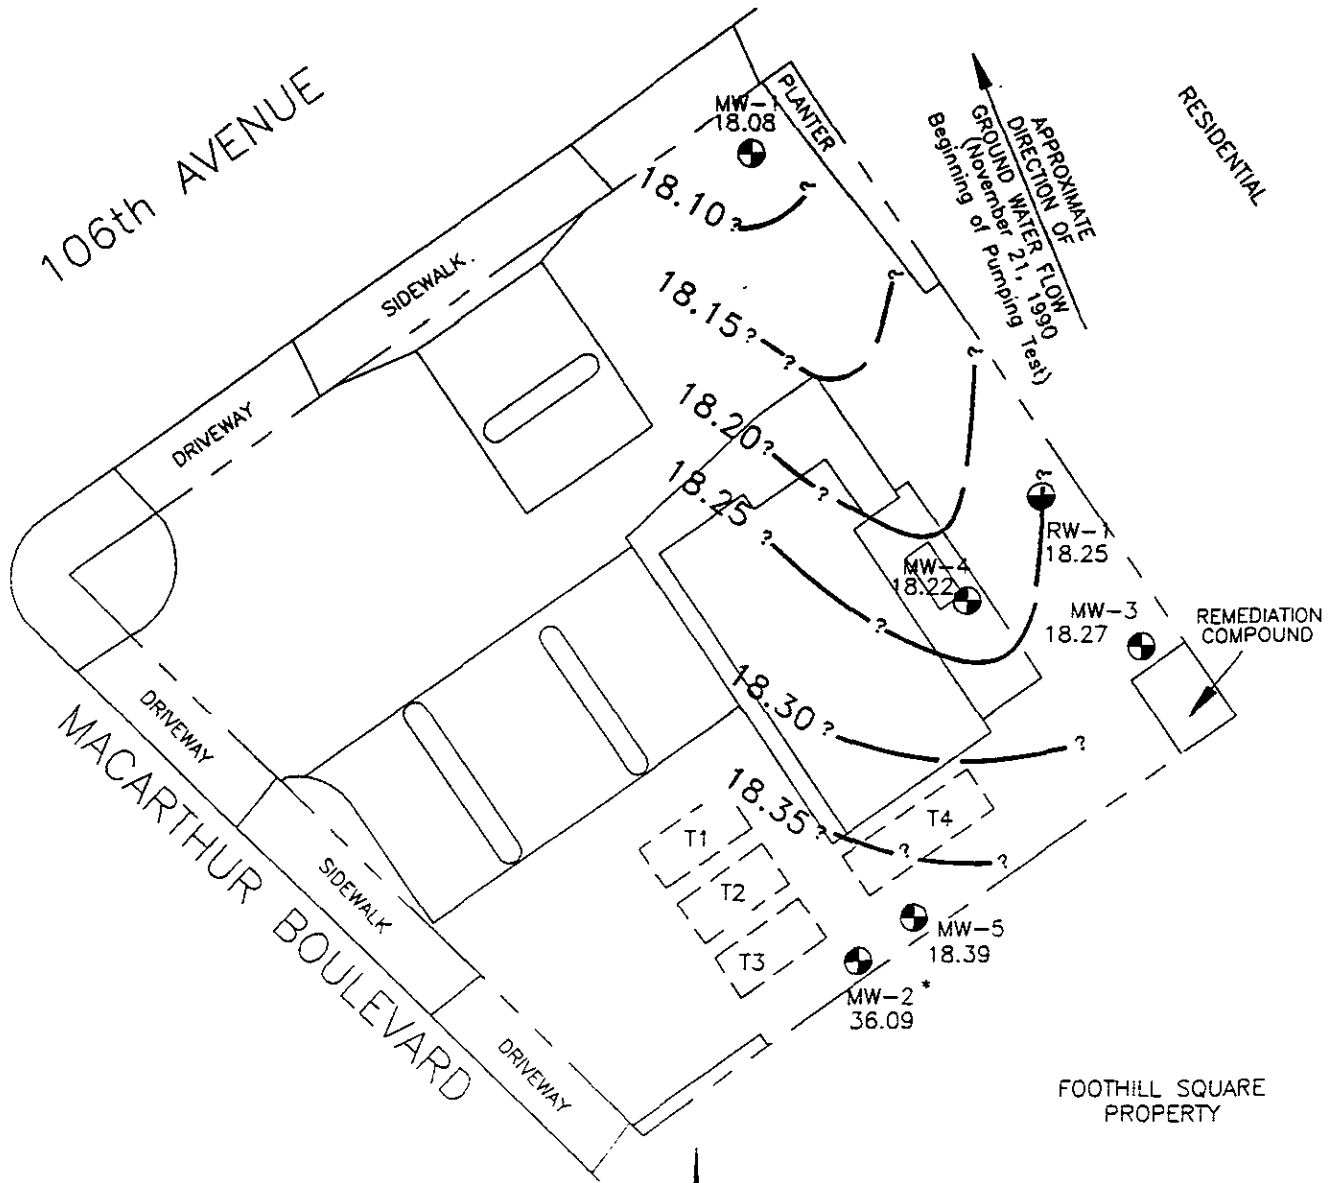 106th AVENUE
MW-1
18.08
PLANTER
RESIDENTIAL
APPROXIMATE
DIRECTION OF
GROUND WATER FLOW
(November 21, 1990
Beginning of Pumping Test)
18.10 ? ?
SIDEWALK
18.15 ? ? ?
DRIVEWAY
18.20 ? ? ?
18.25 ? ? ?
RW-1
18.25
MW-4
18.22
MW-3
18.27
REMEDIATION
COMPOUND
DRIVEWAY
MACARTHUR BOULEVARD
18.30 ? ?
18.35 ? ? ?
T4
T1
T2
T3
SIDEWALK
MW-5
18.39
MW-2 *
36.09
DRIVEWAY
FOOTHILL SQUARE
PROPERTY